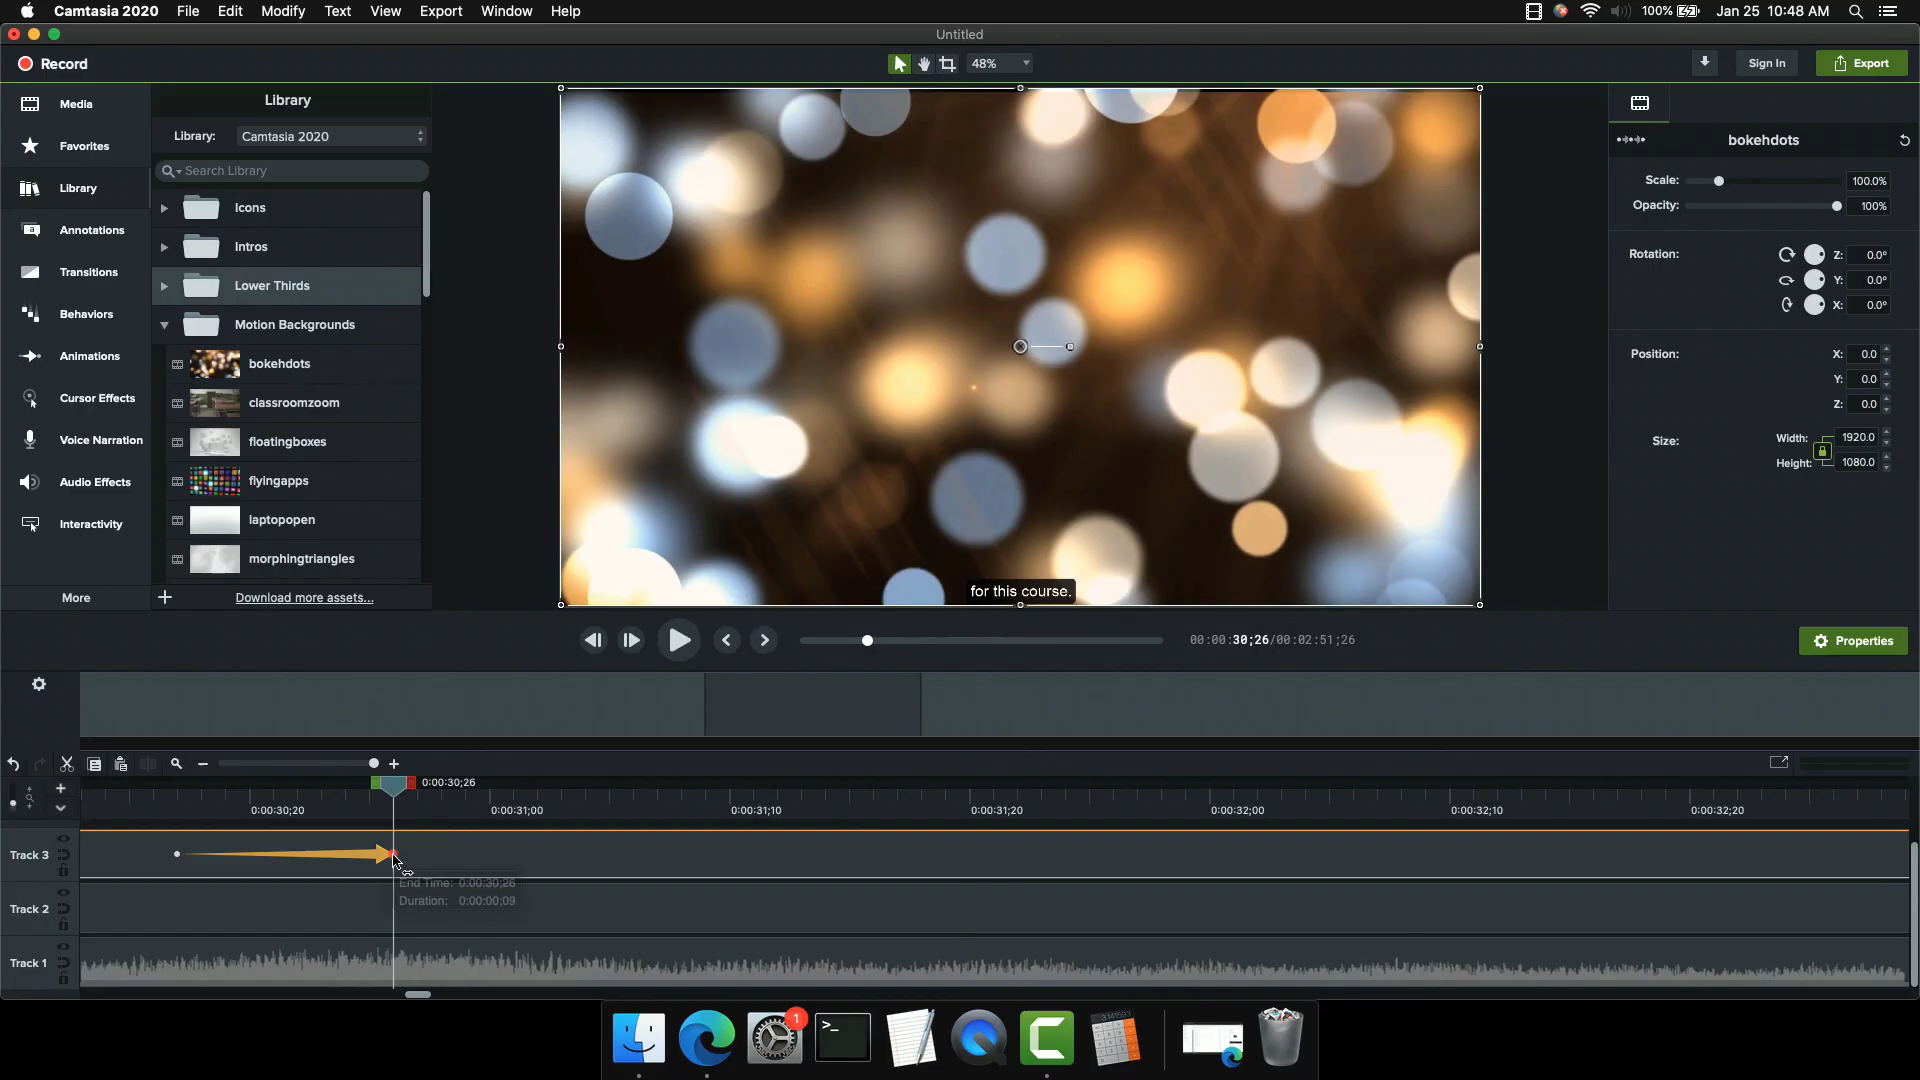 Camtasia 2020 File Edit Modify Text View Export Window Help 100% Jan 25 10:48 AM
Untitled
Record 48% Sign In Export
Media
Favorites
Library
Annotations
Transitions
Behaviors
Animations
Cursor Effects
Voice Narration
Audio Effects
Interactivity
More
Library
Library: Camtasia 2020
Search Library
Icons
Intros
Lower Thirds
Motion Backgrounds
bokehdots
classroomzoom
floatingboxes
flyingapps
laptopopen
morphingtriangles
Download more assets...
for this course.
bokehdots
Scale: 100.0%
Opacity: 100%
Rotation: Z: 0.0°
Y: 0.0°
X: 0.0°
Position: X: 0.0
Y: 0.0
Z: 0.0
Size: Width: 1920.0
Height: 1080.0
00:00:30;26/00:02:51;26
Properties
0:00:30;26
0:00:30;20 0:00:31;00 0:00:31;10 0:00:31;20 0:00:32;00 0:00:32;10 0:00:32;20
Track 3
End Time: 0:00:30;26
Duration: 0:00:00;09
Track 2
Track 1
1
3.141593